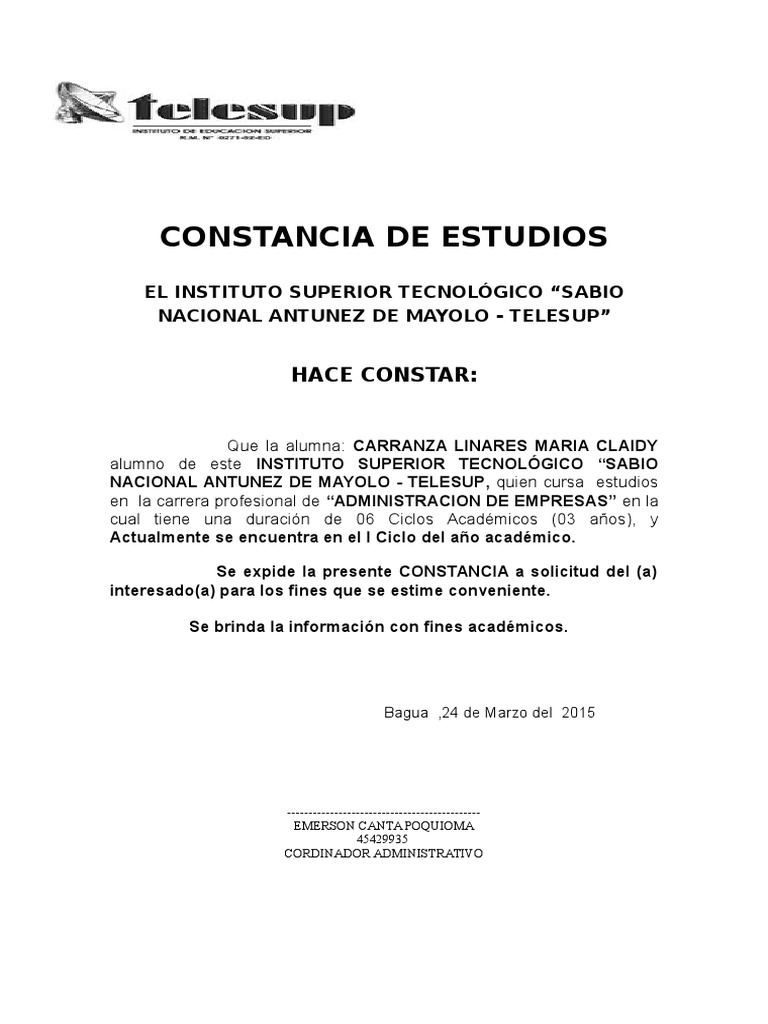 telesup
INSTITUTO DE EDUCACION SUPERIOR
R.M. Nº 0271-92-ED
CONSTANCIA DE ESTUDIOS
EL INSTITUTO SUPERIOR TECNOLÓGICO “SABIO
NACIONAL ANTUNEZ DE MAYOLO - TELESUP”
HACE CONSTAR:
Que la alumna: CARRANZA LINARES MARIA CLAIDY
alumno de este INSTITUTO SUPERIOR TECNOLÓGICO “SABIO
NACIONAL ANTUNEZ DE MAYOLO - TELESUP, quien cursa estudios
en la carrera profesional de “ADMINISTRACION DE EMPRESAS” en la
cual tiene una duración de 06 Ciclos Académicos (03 años), y
Actualmente se encuentra en el I Ciclo del año académico.
Se expide la presente CONSTANCIA a solicitud del (a)
interesado(a) para los fines que se estime conveniente.
Se brinda la información con fines académicos.
Bagua ,24 de Marzo del 2015
---------------------------------------------
EMERSON CANTA POQUIOMA
45429935
CORDINADOR ADMINISTRATIVO